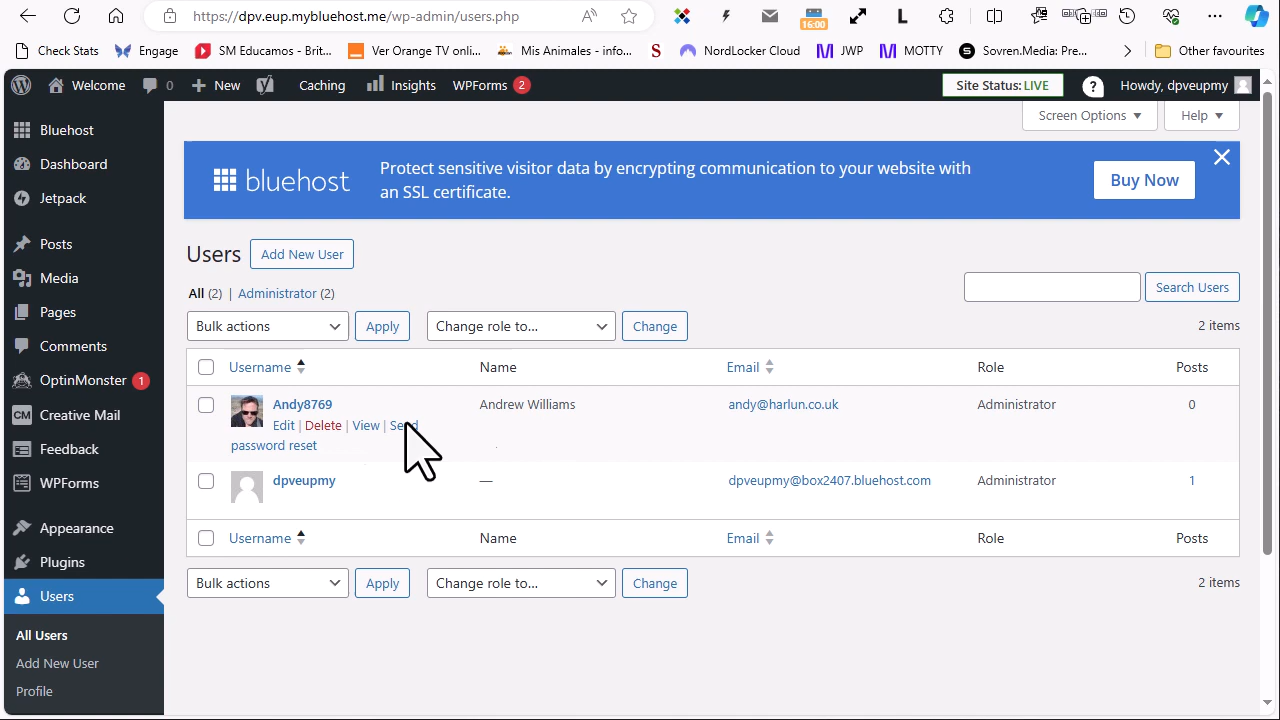 https://dpv.eup.mybluehost.me/wp-admin/users.php
16:00
Check Stats
Engage
SM Educamos - Brit...
Ver Orange TV onli...
Mis Animales - info...
S
NordLocker Cloud
JWP
MOTTY
Sovren.Media-Pre...
Other favourites
Welcome
0
New
Caching
Insights
WPForms 2
Site Status: LIVE
Howdy, dpveupmy
Screen Options
Help
Bluehost
Dashboard
Jetpack
Posts
Media
Pages
Comments
OptinMonster 1
CM Creative Mail
Feedback
WPForms
Appearance
Plugins
Users
All Users
Add New User
Profile
bluehost
Protect sensitive visitor data by encrypting communication to your website with
an SSL certificate.
Buy Now
Users
Add New User
All (2) | Administrator (2)
Search Users
Bulk actions
Apply
Change role to...
Change
2 items
Username Name Email Role Posts
Andy8769 Andrew Williams andy@harlun.co.uk Administrator 0
Edit | Delete | View | Send
password reset
dpveupmy — dpveupmy@box2407.bluehost.com Administrator 1
Username Name Email Role Posts
Bulk actions
Apply
Change role to...
Change
2 items